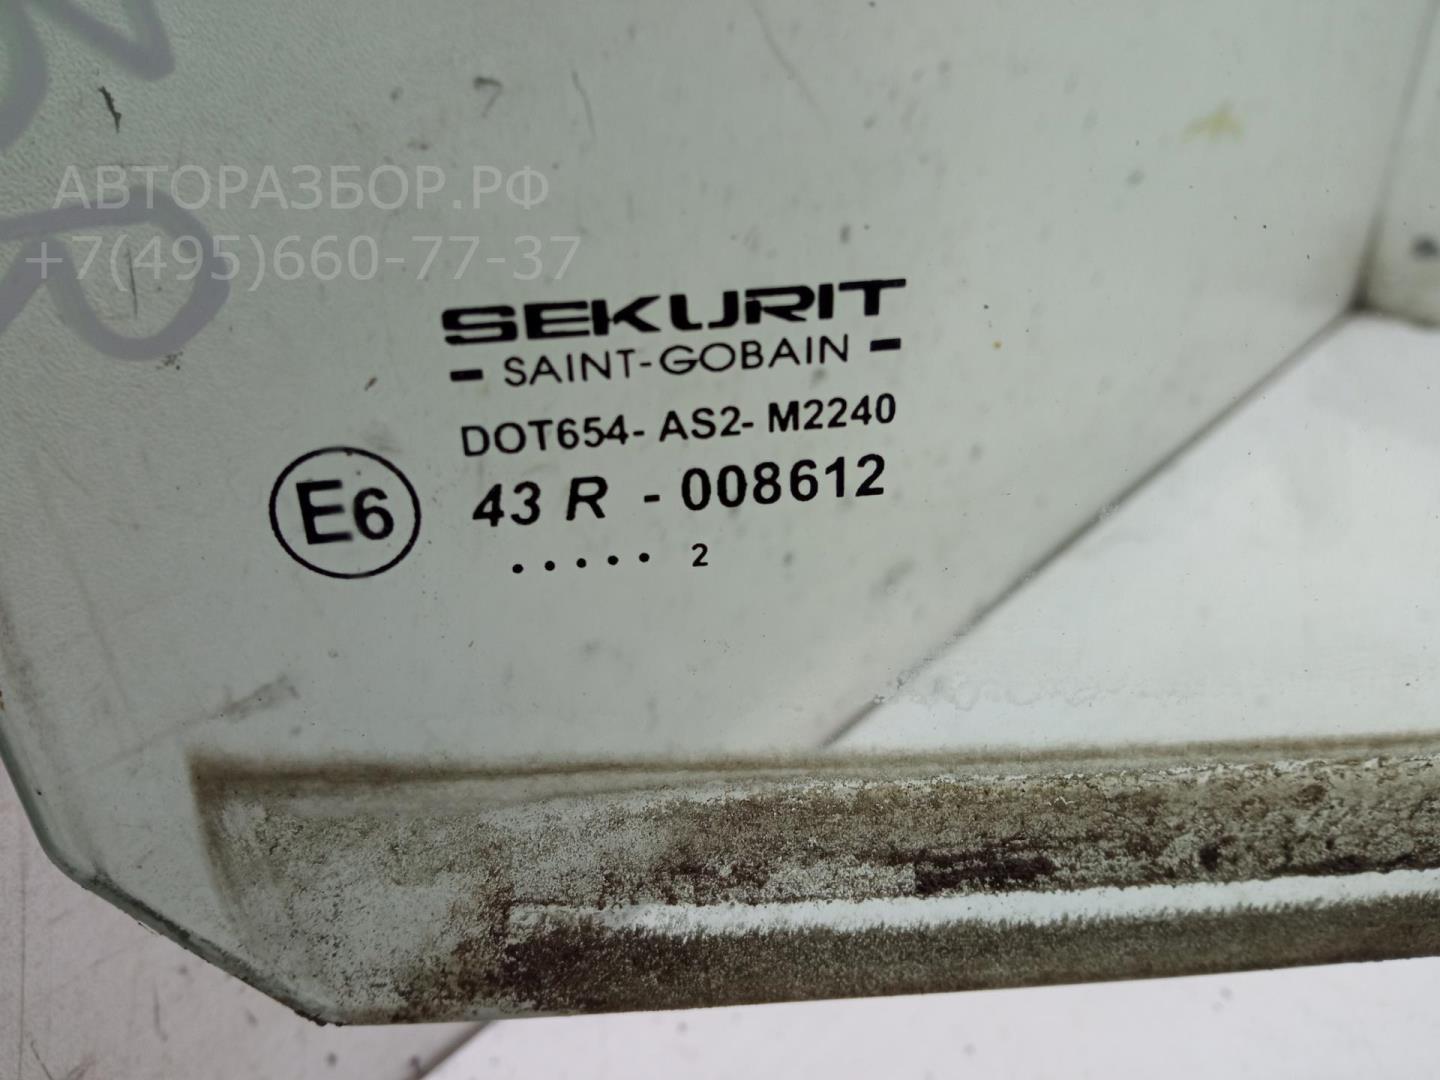 АВТОРАЗБОР.РФ
+7(495)660-77-37
SEKURIT
- SAINT-GOBAIN -
DOT654- AS2- M2240
E6 43 R - 008612
. . . . . 2